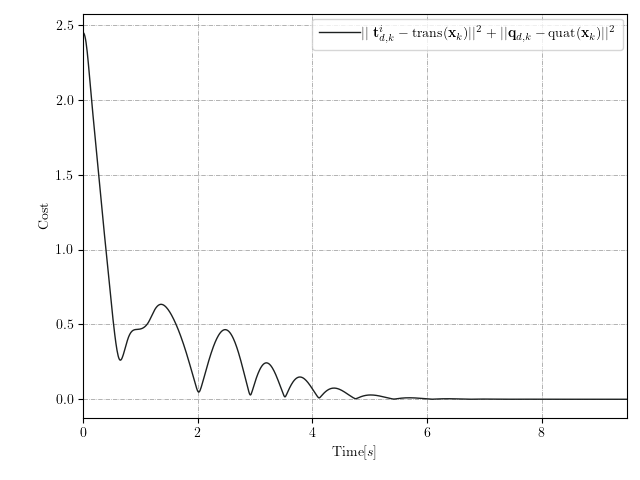 || t^i_{d,k} − trans(x_k)||^2 + ||q_{d,k} − quat(x_k)||^2
2.5
2.0
1.5
1.0
0.5
0.0
Cost
0 2 4 6 8
Time[s]